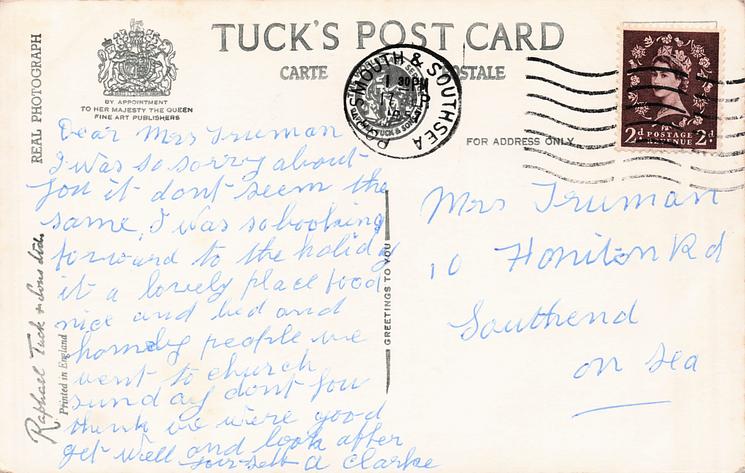 TUCK'S POST CARD
CARTE POSTALE
BY APPOINTMENT
TO HER MAJESTY THE QUEEN
FINE ART PUBLISHERS
REAL PHOTOGRAPH
Raphael Tuck & Sons Ltd.
Printed in England
PORTSMOUTH & SOUTHSEA
1 30PM
FOR ADDRESS ONLY
2d POSTAGE 2d
REVENUE
GREETINGS TO YOU
Dear Mrs Truman
I was so sorry about
you it dont seem the
same, I was so looking
forward to the holiday
it a lovely place food
nice and bed and
homely people we
went to church
sunday dont you
think we were good
get well and look after
yourself A Clarke
Mrs Truman
10 Honiton Rd
Southend
on sea